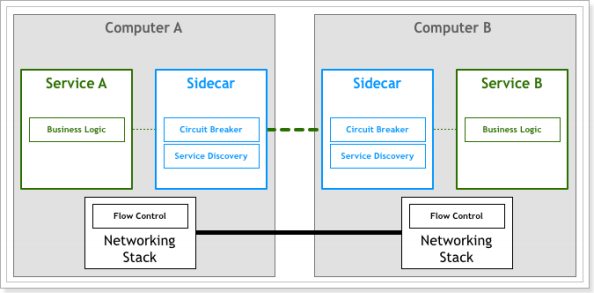 Computer A
Computer B
Service A
Sidecar
Sidecar
Service B
Business Logic
Circuit Breaker
Circuit Breaker
Business Logic
Service Discovery
Service Discovery
Flow Control
Flow Control
Networking
Stack
Networking
Stack